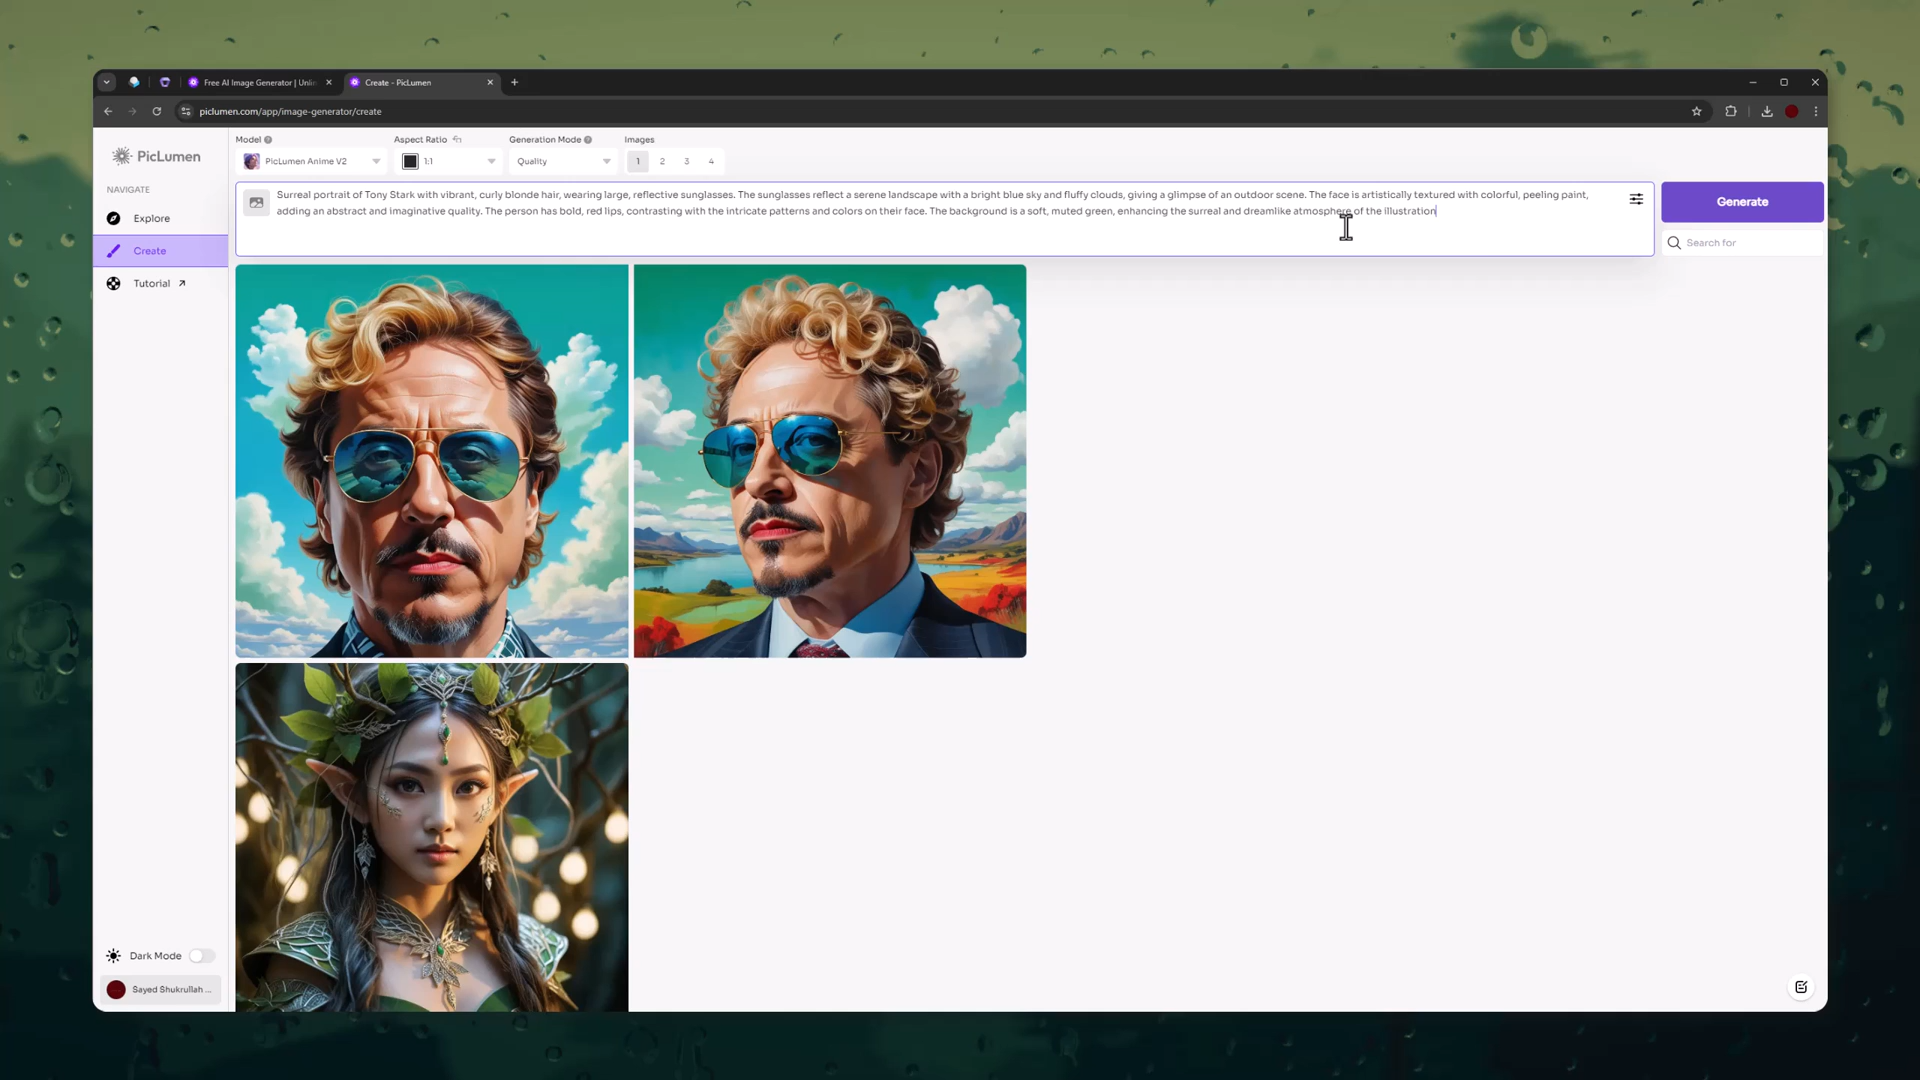 Free AI Image Generator | Unlin
Create - PicLumen
piclumen.com/app/image-generator/create
PicLumen
NAVIGATE
Explore
Create
Tutorial
Model
Aspect Ratio
Generation Mode
Images
PicLumen Anime V2
1:1
Quality
1
2
3
4
Surreal portrait of Tony Stark with vibrant, curly blonde hair, wearing large, reflective sunglasses. The sunglasses reflect a serene landscape with a bright blue sky and fluffy clouds, giving a glimpse of an outdoor scene. The face is artistically textured with colorful, peeling paint,
adding an abstract and imaginative quality. The person has bold, red lips, contrasting with the intricate patterns and colors on their face. The background is a soft, muted green, enhancing the surreal and dreamlike atmosphere of the illustration
Generate
Search for
Dark Mode
Sayed Shukrullah ...